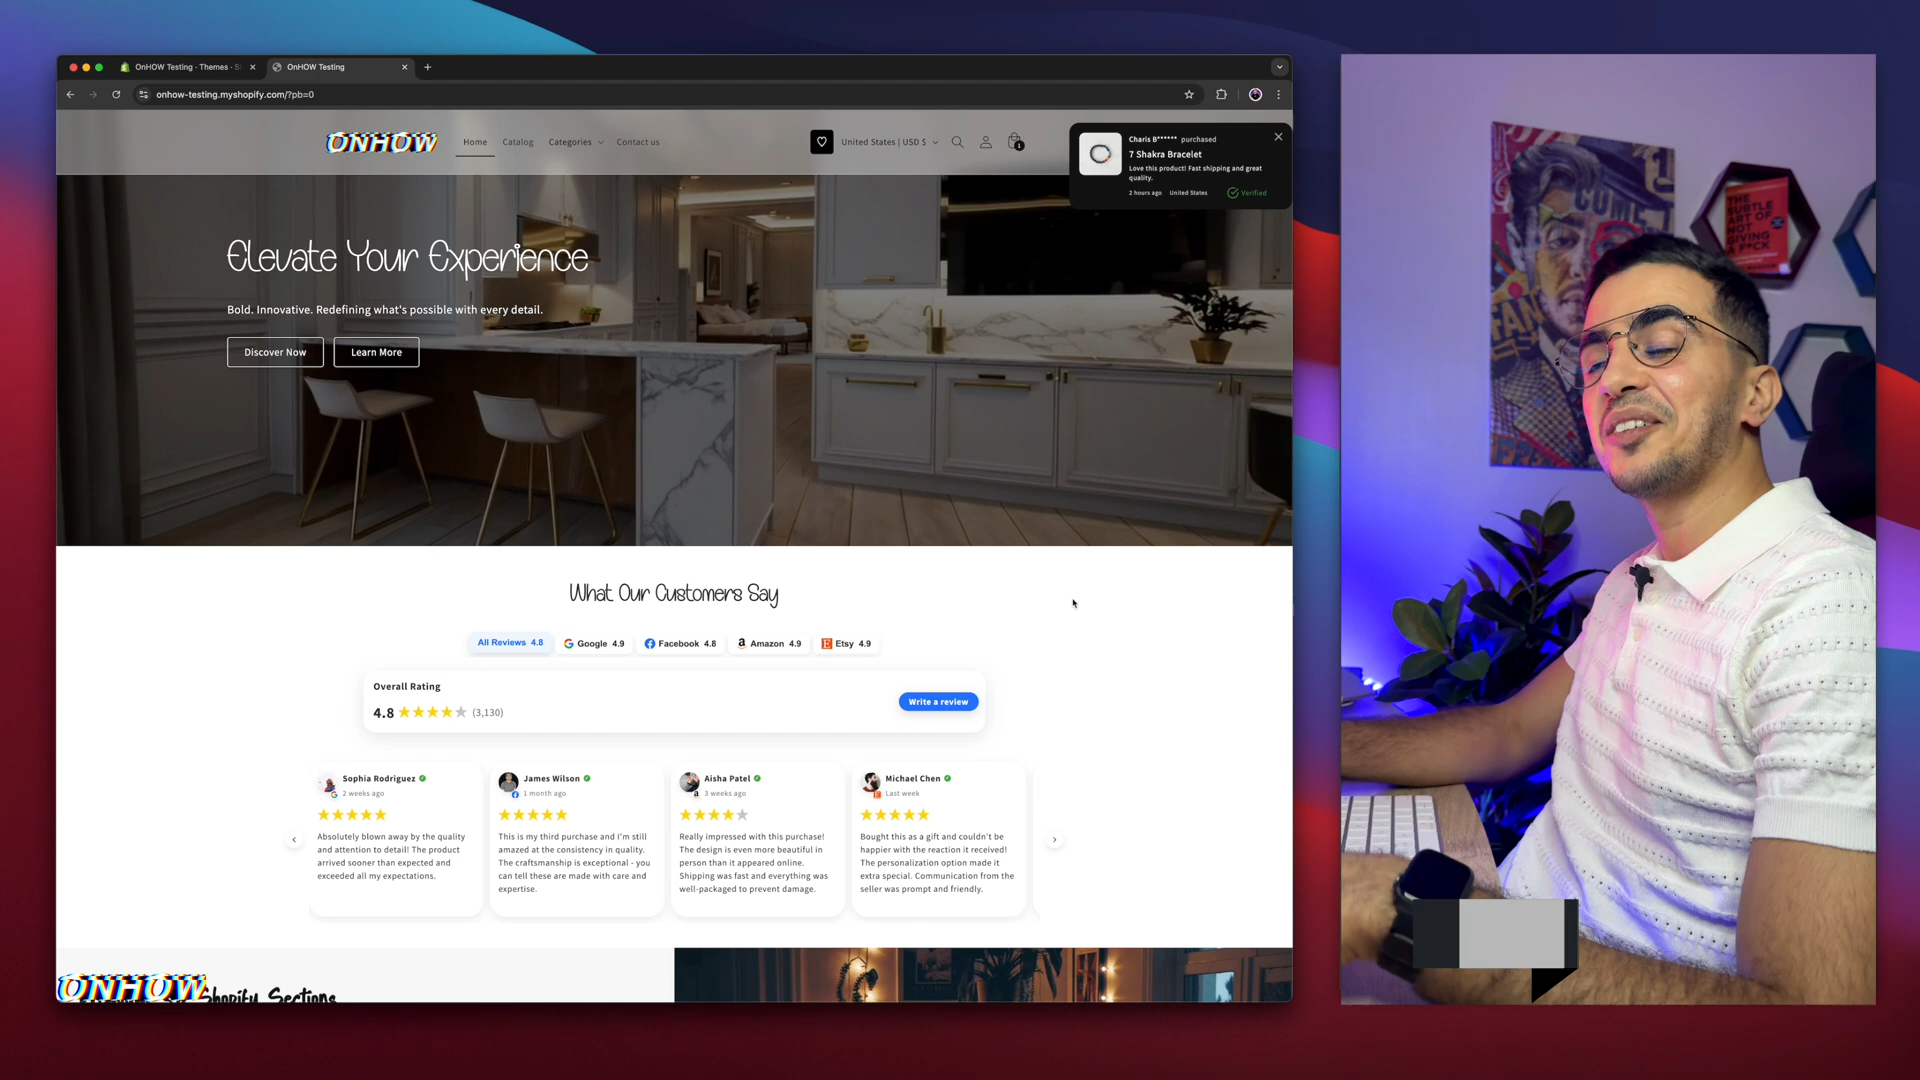 OnHOW Testing · Themes · S
OnHOW Testing
onhow-testing.myshopify.com/?pb=0
ONHOW
Home
Catalog
Categories
Contact us
United States | USD $
1
Charis B****** purchased
7 Shakra Bracelet
Love this product! Fast shipping and great
quality.
2 hours ago United States Verified
Elevate Your Experience
Bold. Innovative. Redefining what's possible with every detail.
Discover Now
Learn More
What Our Customers Say
All Reviews 4.8
Google 4.9
Facebook 4.8
Amazon 4.9
Etsy 4.9
Overall Rating
4.8 (3,130)
Write a review
Sophia Rodriguez
2 weeks ago
Absolutely blown away by the quality
and attention to detail! The product
arrived sooner than expected and
exceeded all my expectations.
James Wilson
1 month ago
This is my third purchase and I'm still
amazed at the consistency in quality.
The craftsmanship is exceptional - you
can tell these are made with care and
expertise.
Aisha Patel
3 weeks ago
Really impressed with this purchase!
The design is even more beautiful in
person than it appeared online.
Shipping was fast and everything was
well-packaged to prevent damage.
Michael Chen
Last week
Bought this as a gift and couldn't be
happier with the reaction it received!
The personalization option made it
extra special. Communication from the
seller was prompt and friendly.
ONHOW
Shopify Sections
THE
SUBTLE
ART OF
NOT
GIVING
A F*CK